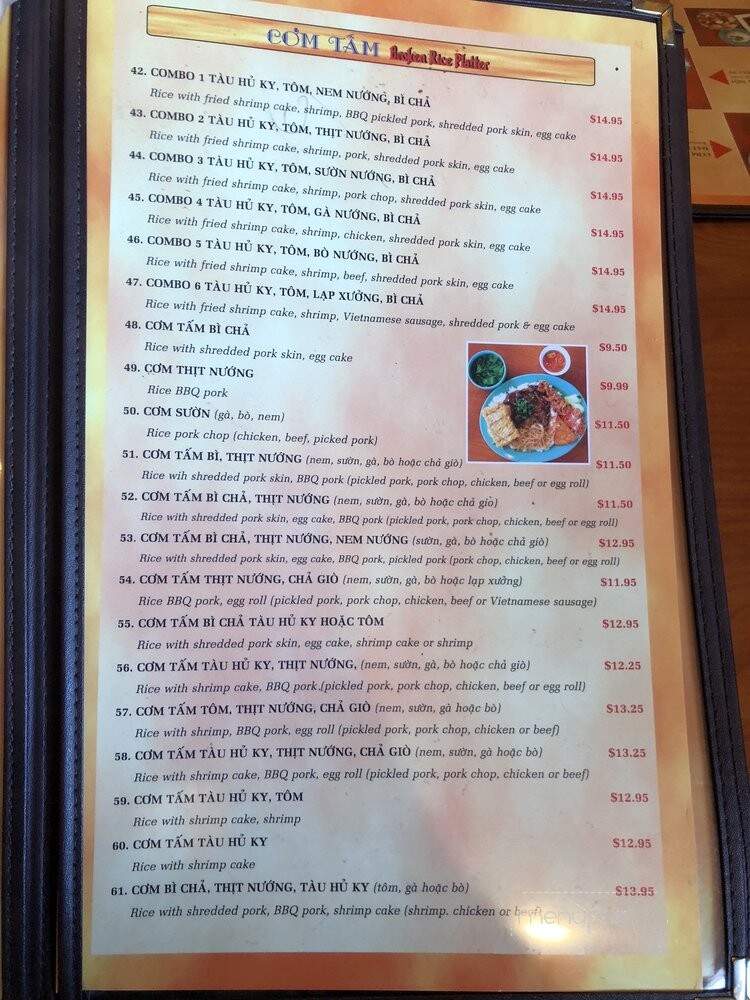 CƠM TẤM Broken Rice Platter
42. COMBO 1 TÀU HỦ KY, TÔM, NEM NƯỚNG, BÌ CHẢ
Rice with fried shrimp cake, shrimp, BBQ pickled pork, shredded pork skin, egg cake $14.95
43. COMBO 2 TÀU HỦ KY, TÔM, THỊT NƯỚNG, BÌ CHẢ
Rice with fried shrimp cake, shrimp, pork, shredded pork skin, egg cake $14.95
44. COMBO 3 TÀU HỦ KY, TÔM, SƯỜN NƯỚNG, BÌ CHẢ
Rice with fried shrimp cake, shrimp, pork chop, shredded pork skin, egg cake $14.95
45. COMBO 4 TÀU HỦ KY, TÔM, GÀ NƯỚNG, BÌ CHẢ
Rice with fried shrimp cake, shrimp, chicken, shredded pork skin, egg cake $14.95
46. COMBO 5 TÀU HỦ KY, TÔM, BÒ NƯỚNG, BÌ CHẢ
Rice with fried shrimp cake, shrimp, beef, shredded pork skin, egg cake $14.95
47. COMBO 6 TÀU HỦ KY, TÔM, LẠP XƯỞNG, BÌ CHẢ
Rice with fried shrimp cake, shrimp, Vietnamese sausage, shredded pork & egg cake $14.95
48. CƠM TẤM BÌ CHẢ
Rice with shredded pork skin, egg cake $9.50
49. CƠM THỊT NƯỚNG
Rice BBQ pork $9.99
50. CƠM SƯỜN (gà, bò, nem)
Rice pork chop (chicken, beef, picked pork) $11.50
51. CƠM TẤM BÌ, THỊT NƯỚNG (nem, sườn, gà, bò hoặc chả giò) $11.50
Rice wih shredded pork skin, BBQ pork (pickled pork, pork chop, chicken, beef or egg roll)
52. CƠM TẤM BÌ CHẢ, THỊT NƯỚNG (nem, sườn, gà, bò hoặc chả giò) $11.50
Rice with shredded pork skin, egg cake, BBQ pork (pickled pork, pork chop, chicken, beef or egg roll)
53. CƠM TẤM BÌ CHẢ, THỊT NƯỚNG, NEM NƯỚNG (sườn, gà, bò hoặc chả giò) $12.95
Rice with shredded pork skin, egg cake, BBQ pork, pickled pork (pork chop, chicken, beef or egg roll)
54. CƠM TẤM THỊT NƯỚNG, CHẢ GIÒ (nem, sườn, gà, bò hoặc lạp xưởng) $11.95
Rice BBQ pork, egg roll (pickled pork, pork chop, chicken, beef or Vietnamese sausage)
55. CƠM TẤM BÌ CHẢ TÀU HỦ KY HOẶC TÔM $12.95
Rice with shredded pork skin, egg cake, shrimp cake or shrimp
56. CƠM TẤM TÀU HỦ KY, THỊT NƯỚNG, (nem, sườn, gà, bò hoặc chả giò) $12.25
Rice with shrimp cake, BBQ pork,(pickled pork, pork chop, chicken, beef or egg roll)
57. CƠM TẤM TÔM, THỊT NƯỚNG, CHẢ GIÒ (nem, sườn, gà hoặc bò) $13.25
Rice with shrimp, BBQ pork, egg roll (pickled pork, pork chop, chicken or beef)
58. CƠM TẤM TÀU HỦ KY, THỊT NƯỚNG, CHẢ GIÒ (nem, sườn, gà hoặc bò) $13.25
Rice with shrimp cake, BBQ pork, egg roll (pickled pork, pork chop, chicken or beef)
59. CƠM TẤM TÀU HỦ KY, TÔM $12.95
Rice with shrimp cake, shrimp
60. CƠM TẤM TÀU HỦ KY $12.95
Rice with shrimp cake
61. CƠM BÌ CHẢ, THỊT NƯỚNG, TÀU HỦ KY (tôm, gà hoặc bò) $13.95
Rice with shredded pork, BBQ pork, shrimp cake (shrimp. chicken or beef)